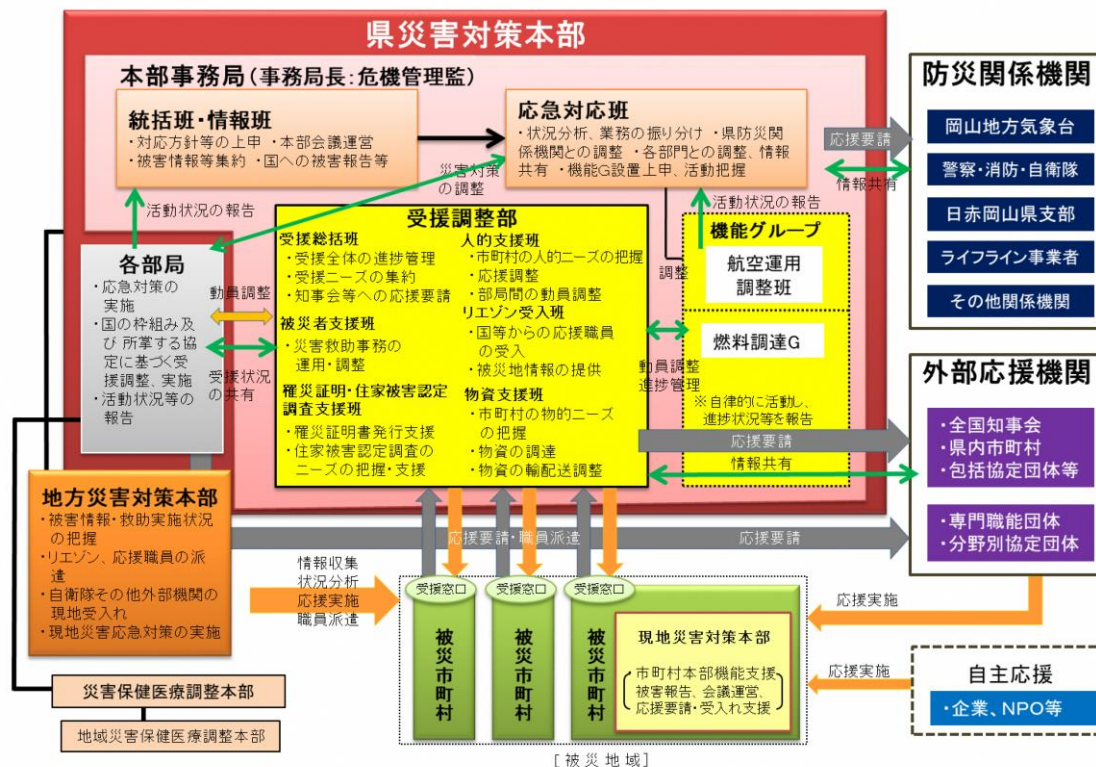 県災害対策本部
本部事務局（事務局長：危機管理監）
統括班・情報班
・対応方針等の上申 ・本部会議運営
・被害情報等集約 ・国への被害報告等
応急対応班
・状況分析、業務の振り分け ・県防災関
係機関との調整 ・各部門との調整、情報
共有 ・機能G設置上申、活動把握
災害対策
の調整
活動状況の報告
活動状況の報告
調整
各部局
・応急対策の
実施
・国の枠組み及
び 所掌する協
定に基づく受
援調整、実施
・活動状況等の
報告
動員調整
受援状況
の共有
受援調整部
受援総括班
・受援全体の進捗管理
・受援ニーズの集約
・知事会等への応援要請
被災者支援班
・災害救助事務の
運用・調整
罹災証明・住家被害認定
調査支援班
・罹災証明書発行支援
・住家被害認定調査の
ニーズの把握・支援
人的支援班
・市町村の人的ニーズの把握
・応援調整
・部局間の動員調整
リエゾン受入班
・国等からの応援職員
の受入
・被災地情報の提供
物資支援班
・市町村の物的ニーズ
の把握
・物資の調達
・物資の輸配送調整
機能グループ
航空運用
調整班
燃料調達G
※自律的に活動し、
進捗状況等を報告
動員調整
進捗管理
応援要請
情報共有
応援要請
情報共有
防災関係機関
岡山地方気象台
警察・消防・自衛隊
日赤岡山県支部
ライフライン事業者
その他関係機関
外部応援機関
・全国知事会
・県内市町村
・包括協定団体等
・専門職能団体
・分野別協定団体
地方災害対策本部
・被害情報・救助実施状況
の把握
・リエゾン、応援職員の派
遣
・自衛隊その他外部機関の
現地受入れ
・現地災害応急対策の実施
応援要請・職員派遣
応援要請
情報収集
状況分析
応援実施
職員派遣
受援窓口
受援窓口
受援窓口
被災市町村
被災市町村
被災市町村
現地災害対策本部
・市町村本部機能支援
被害報告、会議運営、
応援要請・受入れ支援
応援実施
応援実施
自主応援
・企業、NPO等
災害保健医療調整本部
地域災害保健医療調整本部
[被災地域]